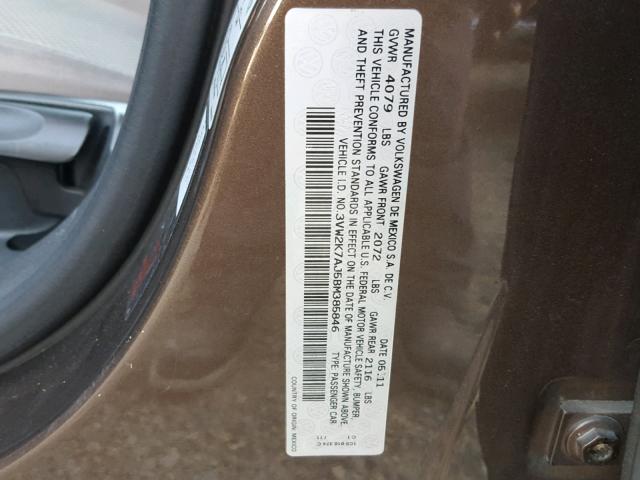 MANUFACTURED BY VOLKSWAGEN DE MEXICO S.A. DE C.V. DATE 05.11
GVWR 4079 LBS GAWR FRONT 2072 LBS GAWR REAR 2116 LBS
THIS VEHICLE CONFORMS TO ALL APPLICABLE U.S. FEDERAL MOTOR VEHICLE SAFETY, BUMPER,
AND THEFT PREVENTION STANDARDS IN EFFECT ON THE DATE OF MANUFACTURE SHOWN ABOVE.
VEHICLE I.D. NO.3VW2K7AJ5BM385846 TYPE: PASSENGER CAR
COUNTRY OF ORIGIN: MEXICO